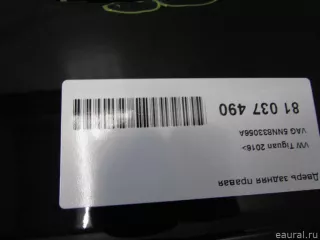 Дверь задняя правая
VW Tiguan 2016>
VAG 5NN833056A
81 037 490
eaural.ru